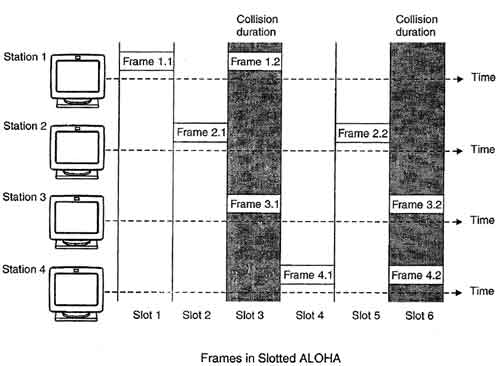 Collision
duration
Collision
duration
Station 1
Frame 1.1
Frame 1.2
Time
Station 2
Frame 2.1
Frame 2.2
Time
Station 3
Frame 3.1
Frame 3.2
Time
Station 4
Frame 4.1
Frame 4.2
Time
Slot 1
Slot 2
Slot 3
Slot 4
Slot 5
Slot 6
Frames in Slotted ALOHA